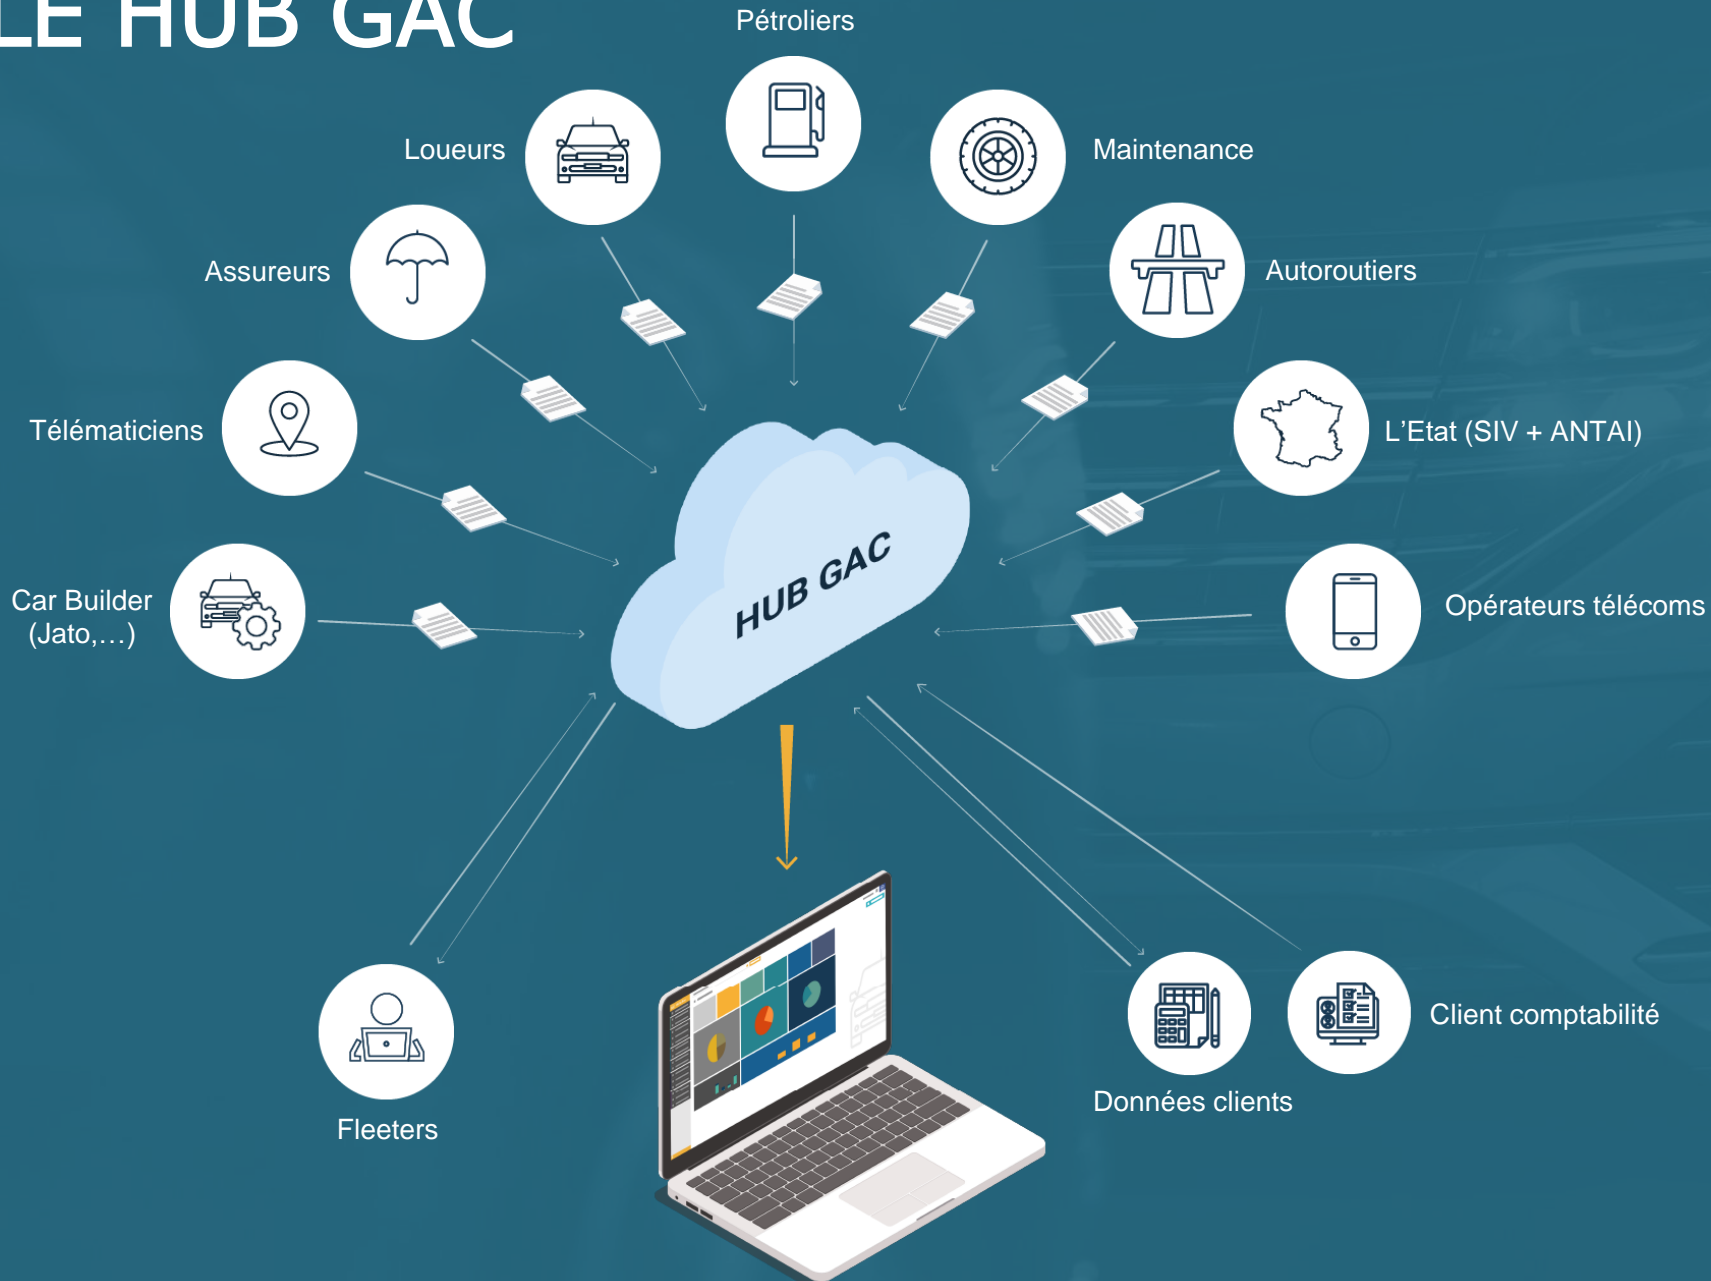 LE HUB GAC
Pétroliers
Loueurs
Maintenance
Assureurs
Autoroutiers
Télématiciens
L’Etat (SIV + ANTAI)
Car Builder
(Jato,…)
Opérateurs télécoms
HUB GAC
Fleeters
Données clients
Client comptabilité